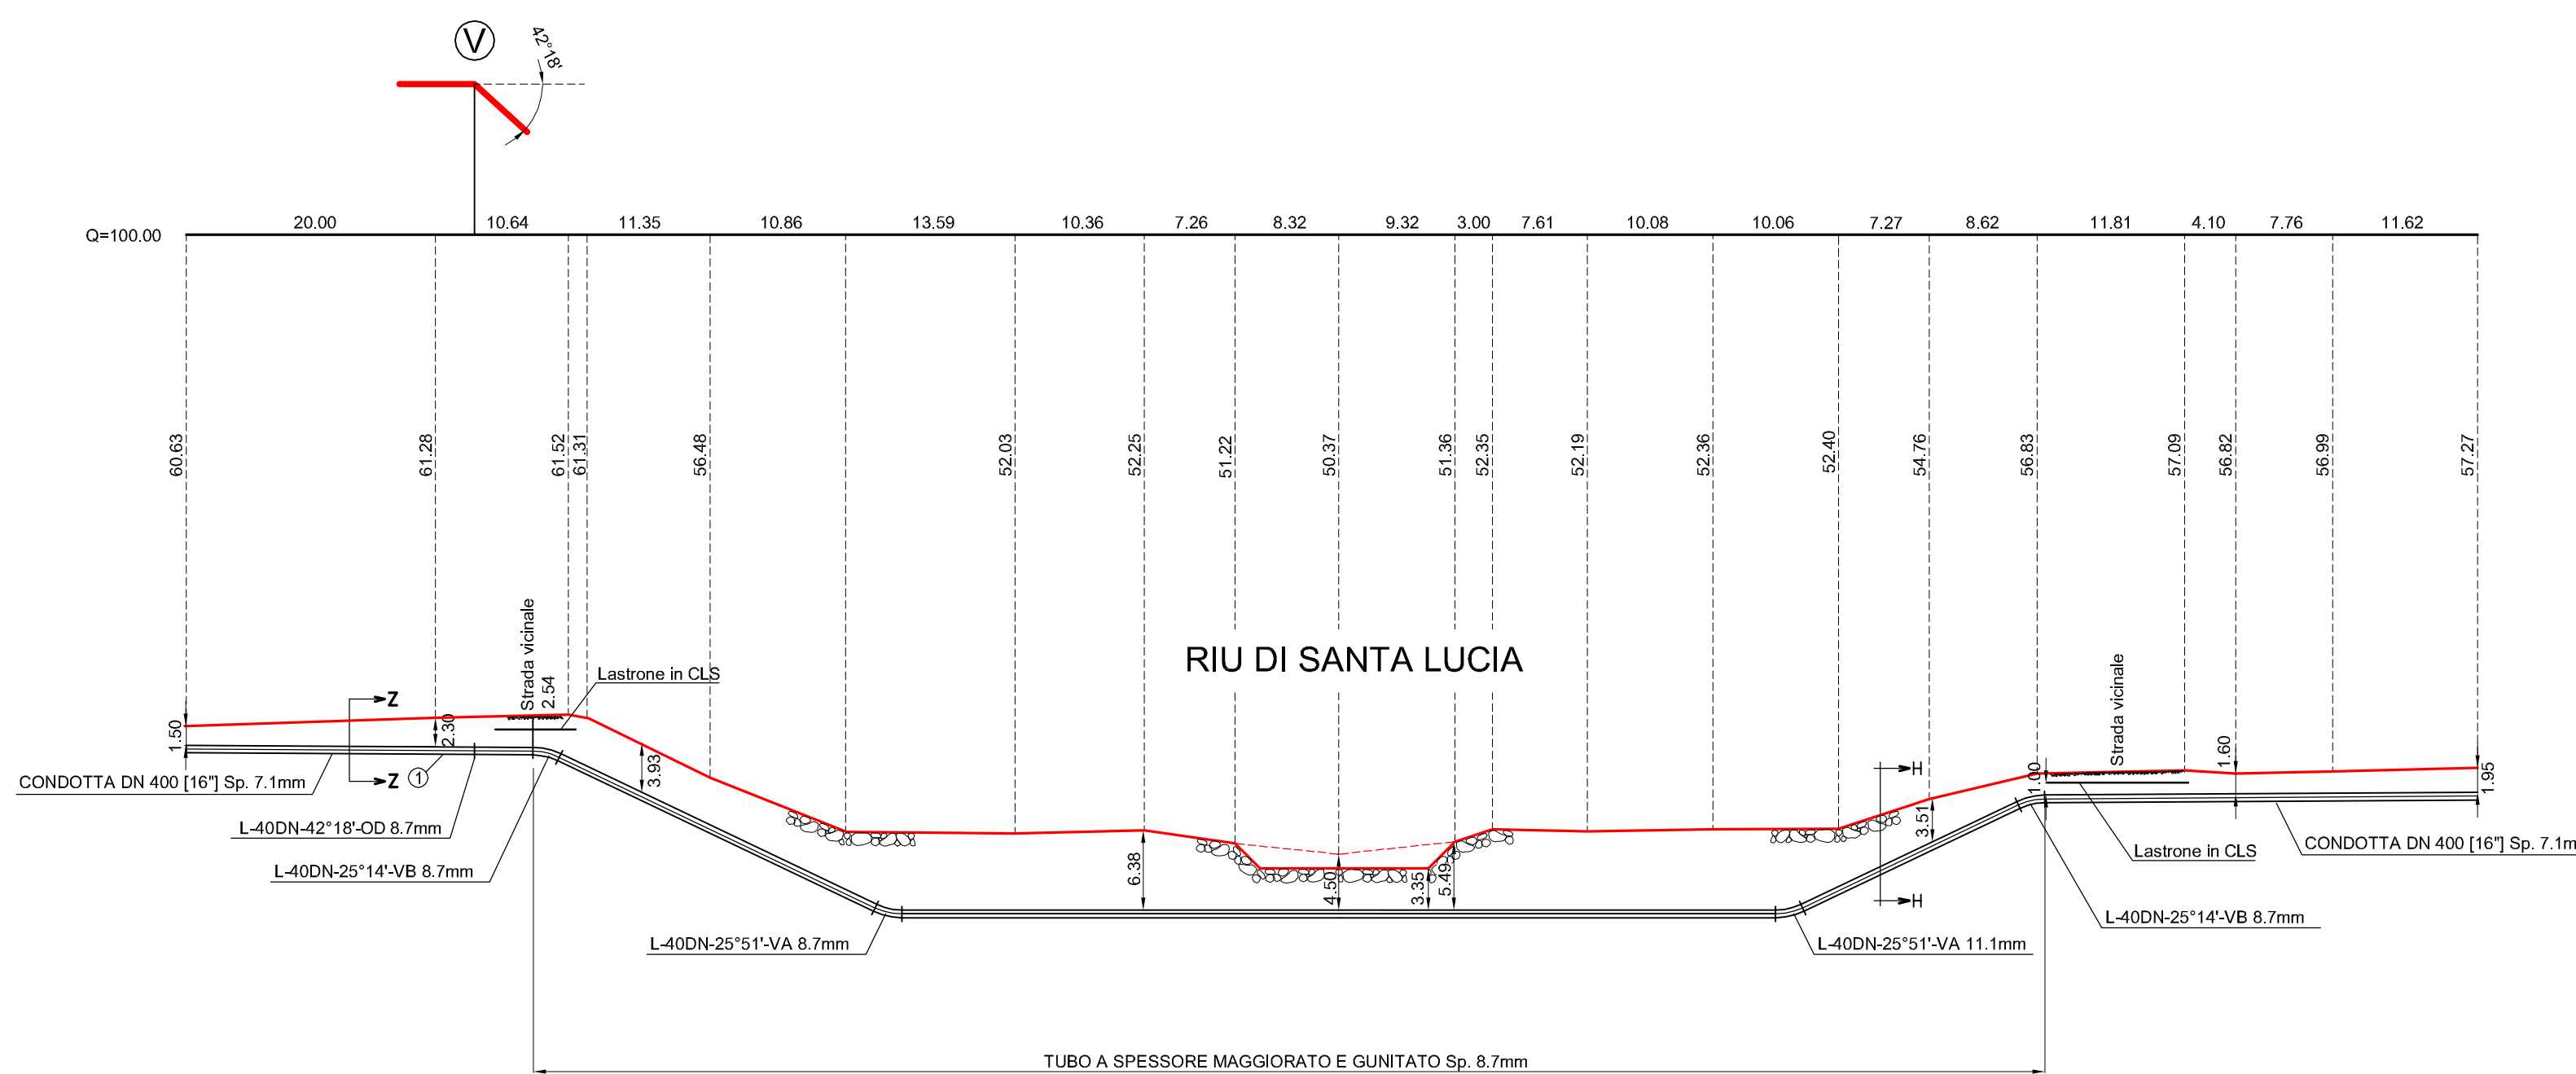 V
42°18'
Q=100.00
20.00 10.64 11.35 10.86 13.59 10.36 7.26 8.32 9.32 3.00 7.61 10.08 10.06 7.27 8.62 11.81 4.10 7.76 11.62
60.63
61.28
61.52
61.31
56.48
52.03
52.25
51.22
50.37
51.36
52.35
52.19
52.36
52.40
54.76
56.83
57.09
56.82
56.99
57.27
RIU DI SANTA LUCIA
Strada vicinale
2.54
Lastrone in CLS
Z
Z
1.50
2.30
1
3.93
CONDOTTA DN 400 [16"] Sp. 7.1mm
L-40DN-42°18'-OD 8.7mm
L-40DN-25°14'-VB 8.7mm
L-40DN-25°51'-VA 8.7mm
6.38
4.50
3.35
5.49
H
H
3.51
1.00
Strada vicinale
1.60
1.95
Lastrone in CLS
CONDOTTA DN 400 [16"] Sp. 7.1m
L-40DN-25°14'-VB 8.7mm
L-40DN-25°51'-VA 11.1mm
TUBO A SPESSORE MAGGIORATO E GUNITATO Sp. 8.7mm